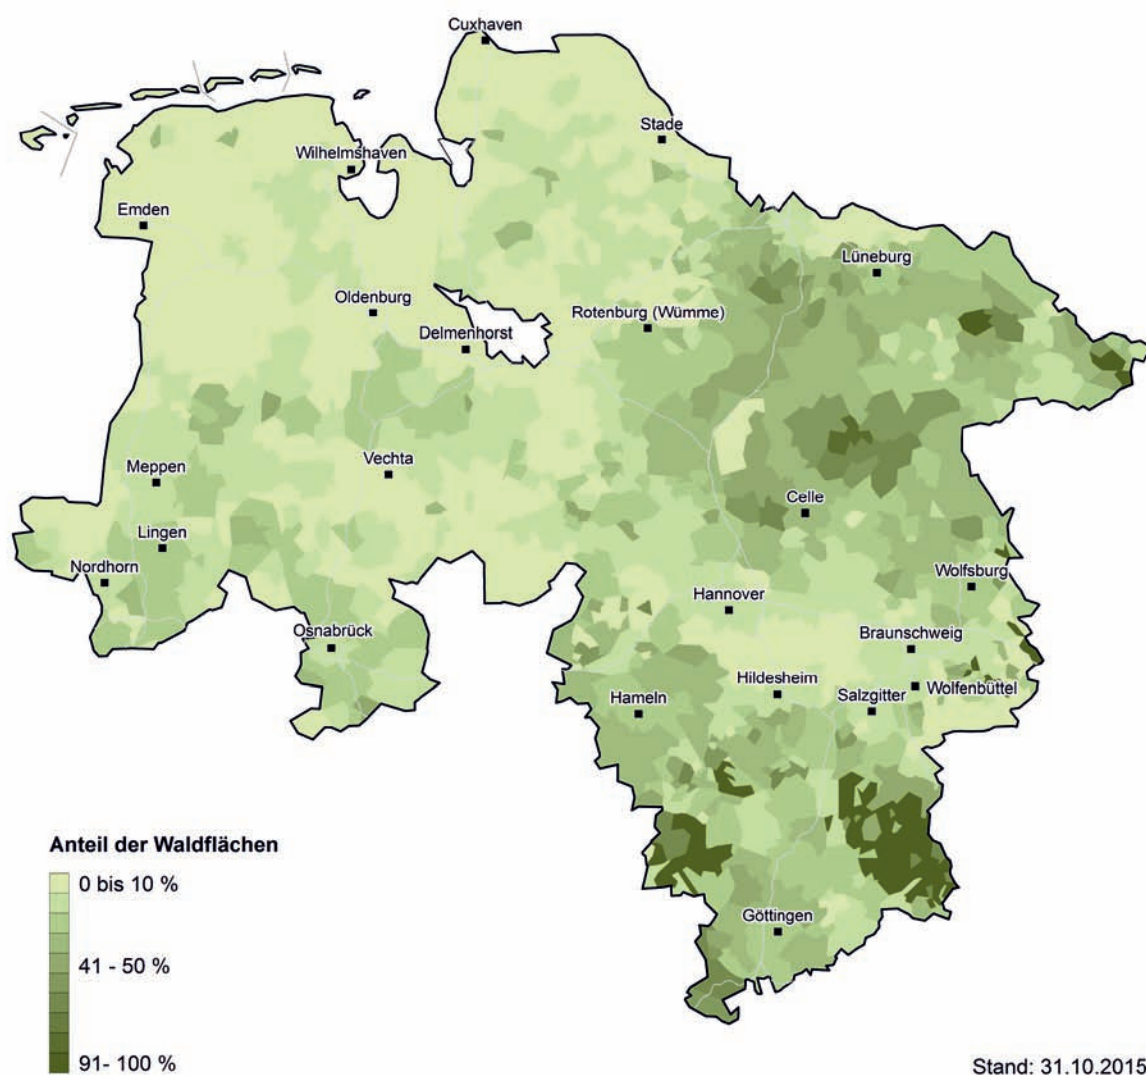 Cuxhaven
Stade
Wilhelmshaven
Emden
Lüneburg
Oldenburg
Rotenburg (Wümme)
Delmenhorst
Vechta
Meppen
Celle
Lingen
Nordhorn
Wolfsburg
Hannover
Osnabrück
Braunschweig
Hildesheim
Wolfenbüttel
Salzgitter
Hameln
Göttingen
Anteil der Waldflächen
0 bis 10 %
41 - 50 %
91- 100 %
Stand: 31.10.2015